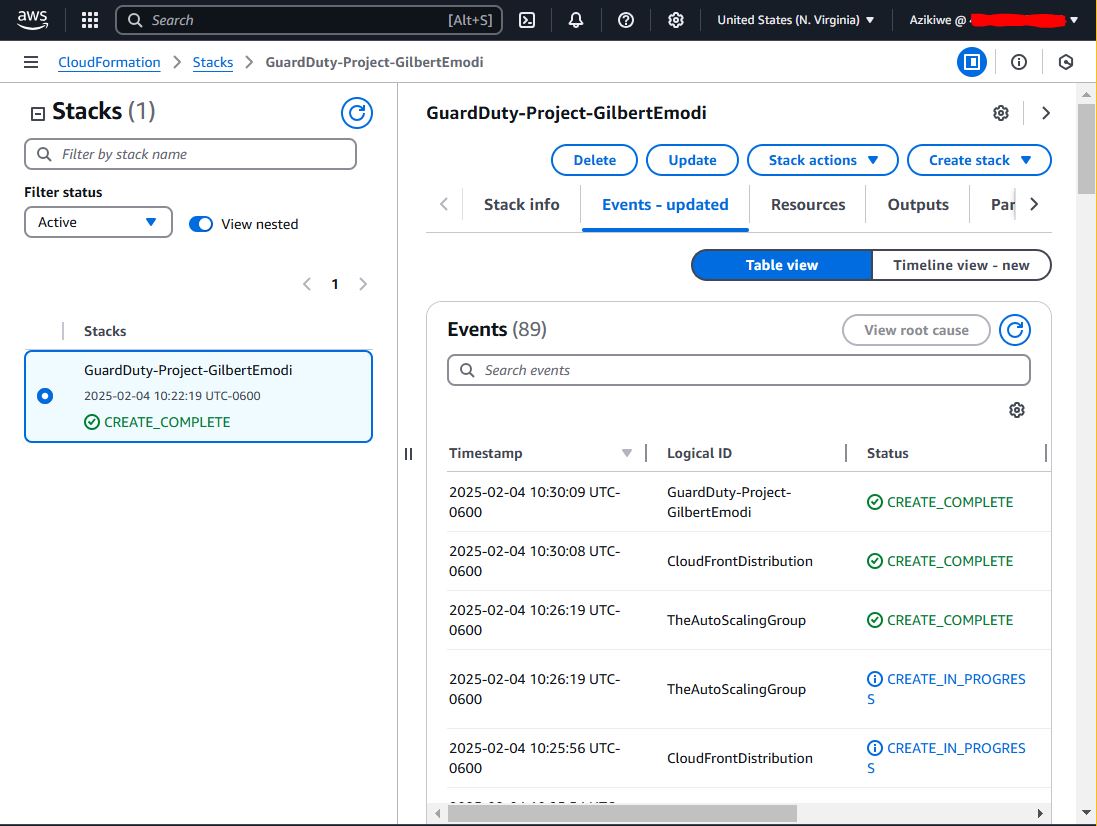 aws
Search
[Alt+S]
United States (N. Virginia)
Azikiwe @
CloudFormation
Stacks
GuardDuty-Project-GilbertEmodi
Stacks (1)
Filter by stack name
Filter status
Active
View nested
1
Stacks
GuardDuty-Project-GilbertEmodi
2025-02-04 10:22:19 UTC-0600
CREATE_COMPLETE
GuardDuty-Project-GilbertEmodi
Delete
Update
Stack actions
Create stack
Stack info
Events - updated
Resources
Outputs
Par
Table view
Timeline view - new
Events (89)
View root cause
Search events
Timestamp
Logical ID
Status
2025-02-04 10:30:09 UTC-
0600
GuardDuty-Project-
GilbertEmodi
CREATE_COMPLETE
2025-02-04 10:30:08 UTC-
0600
CloudFrontDistribution
CREATE_COMPLETE
2025-02-04 10:26:19 UTC-
0600
TheAutoScalingGroup
CREATE_COMPLETE
2025-02-04 10:26:19 UTC-
0600
TheAutoScalingGroup
CREATE_IN_PROGRES
S
2025-02-04 10:25:56 UTC-
0600
CloudFrontDistribution
CREATE_IN_PROGRES
S